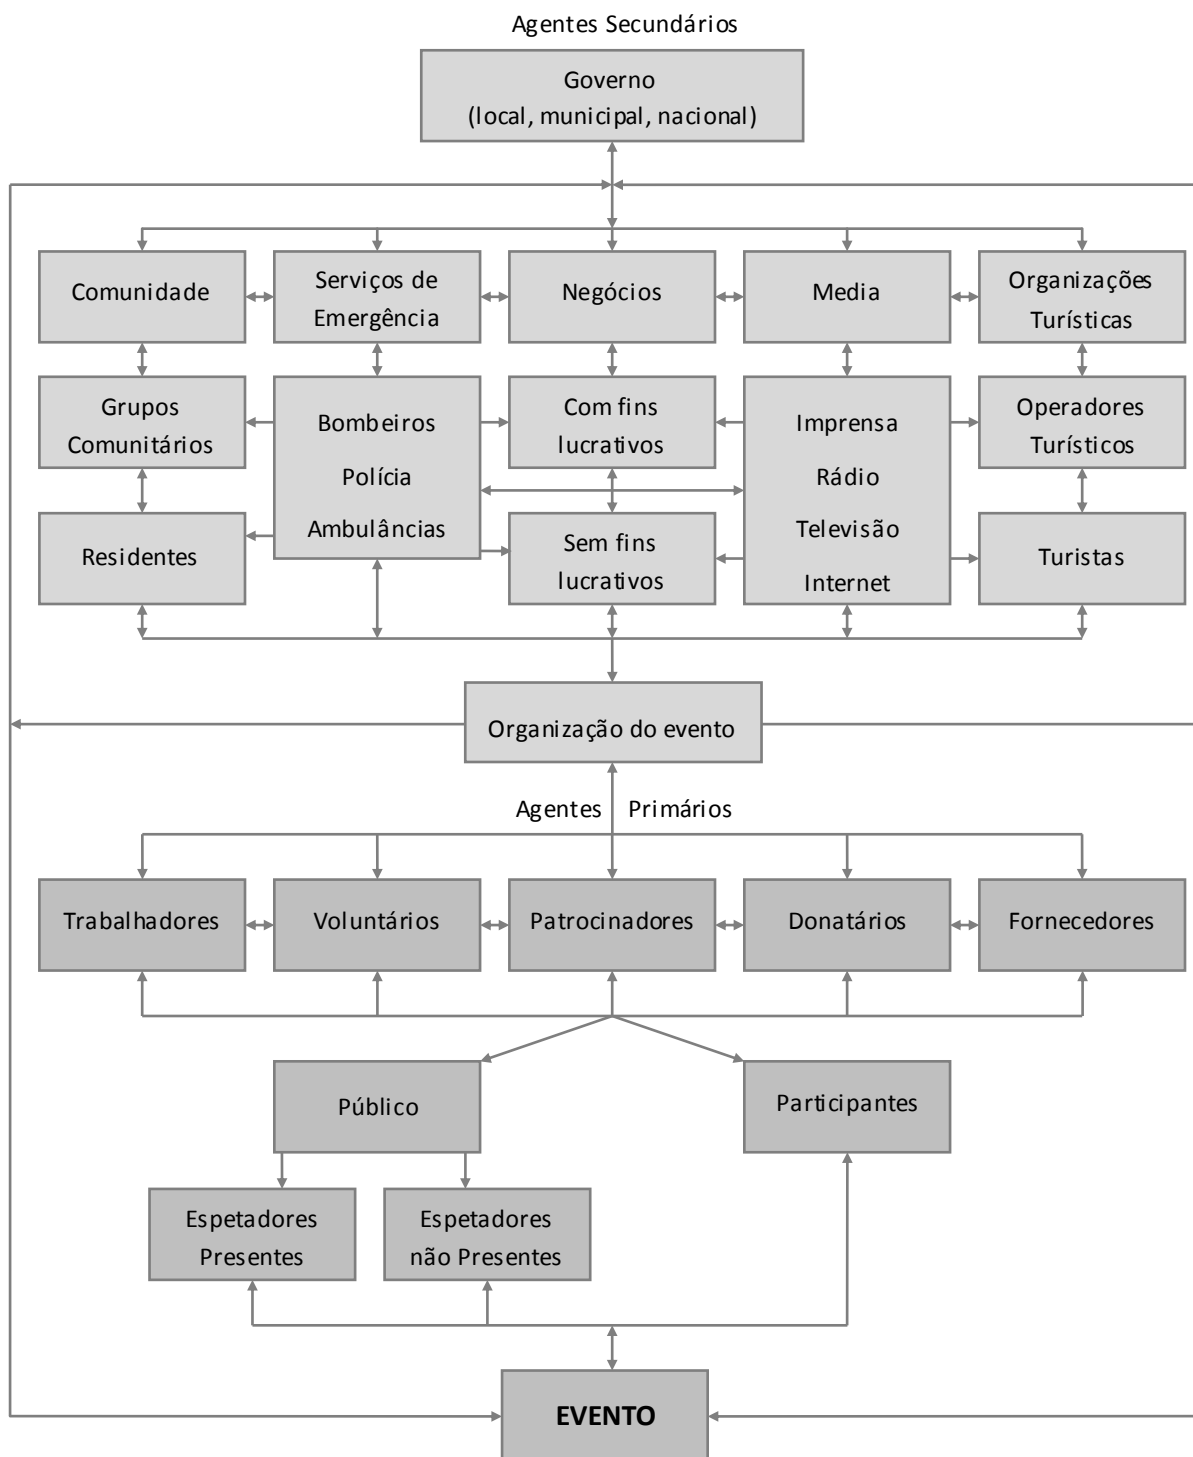 Agentes Secundários
Governo
(local, municipal, nacional)
Comunidade
Serviços de
Emergência
Negócios
Media
Organizações
Turísticas
Grupos
Comunitários
Bombeiros
Polícia
Ambulâncias
Com fins
lucrativos
Imprensa
Rádio
Televisão
Internet
Operadores
Turísticos
Residentes
Sem fins
lucrativos
Turistas
Organização do evento
Agentes Primários
Trabalhadores
Voluntários
Patrocinadores
Donatários
Fornecedores
Público
Participantes
Espetadores
Presentes
Espetadores
não Presentes
EVENTO